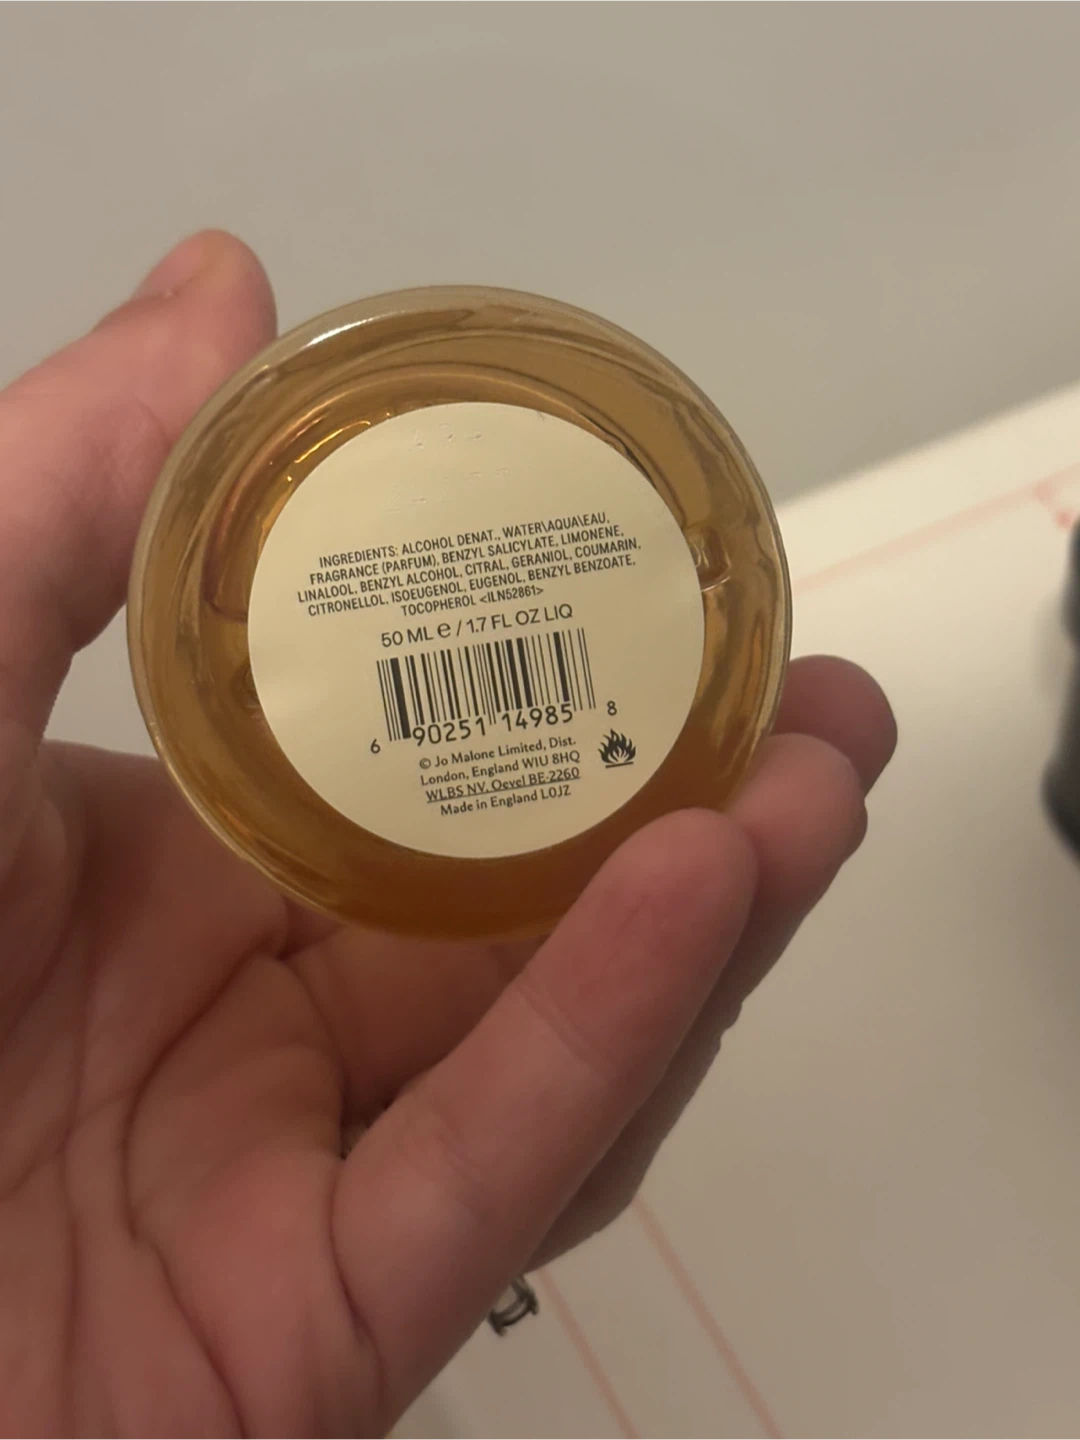 INGREDIENTS: ALCOHOL DENAT., WATER\AQUA\EAU,
FRAGRANCE (PARFUM), BENZYL SALICYLATE, LIMONENE,
LINALOOL, BENZYL ALCOHOL, CITRAL, GERANIOL, COUMARIN,
CITRONELLOL, ISOEUGENOL, EUGENOL, BENZYL BENZOATE,
TOCOPHEROL <ILN52861>
50 ML e / 1.7 FL OZ LIQ
6 90251 14985 8
© Jo Malone Limited, Dist.
London, England W1U 8HQ
WLBS NV, Oevel BE-2260
Made in England L0JZ